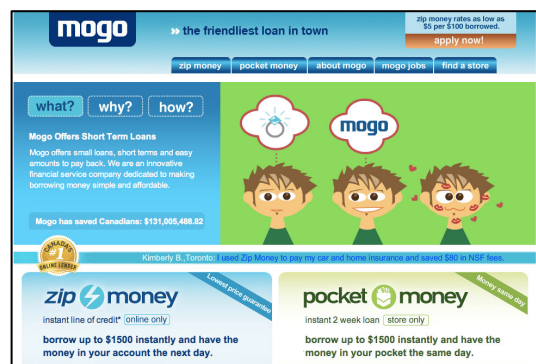 mogo
» the friendliest loan in town
zip money rates as low as
$5 per $100 borrowed.
apply now!
zip money
pocket money
about mogo
mogo jobs
find a store
what?
why?
how?
Mogo Offers Short Term Loans
Mogo offers small loans, short terms and easy
amounts to pay back. We are an innovative
financial service company dedicated to making
borrowing money simple and affordable.
Mogo has saved Canadians: $131,005,488.82
mogo
CANADA'S
#1
ONLINE LENDER
Kimberly B.,Toronto: I used Zip Money to pay my car and home insurance and saved $80 in NSF fees.
zip money
Lowest price guarantee
instant line of credit* online only
borrow up to $1500 instantly and have the
money in your account the next day.
pocket money
Money same day
instant 2 week loan store only
borrow up to $1500 instantly and have the
money in your pocket the same day.